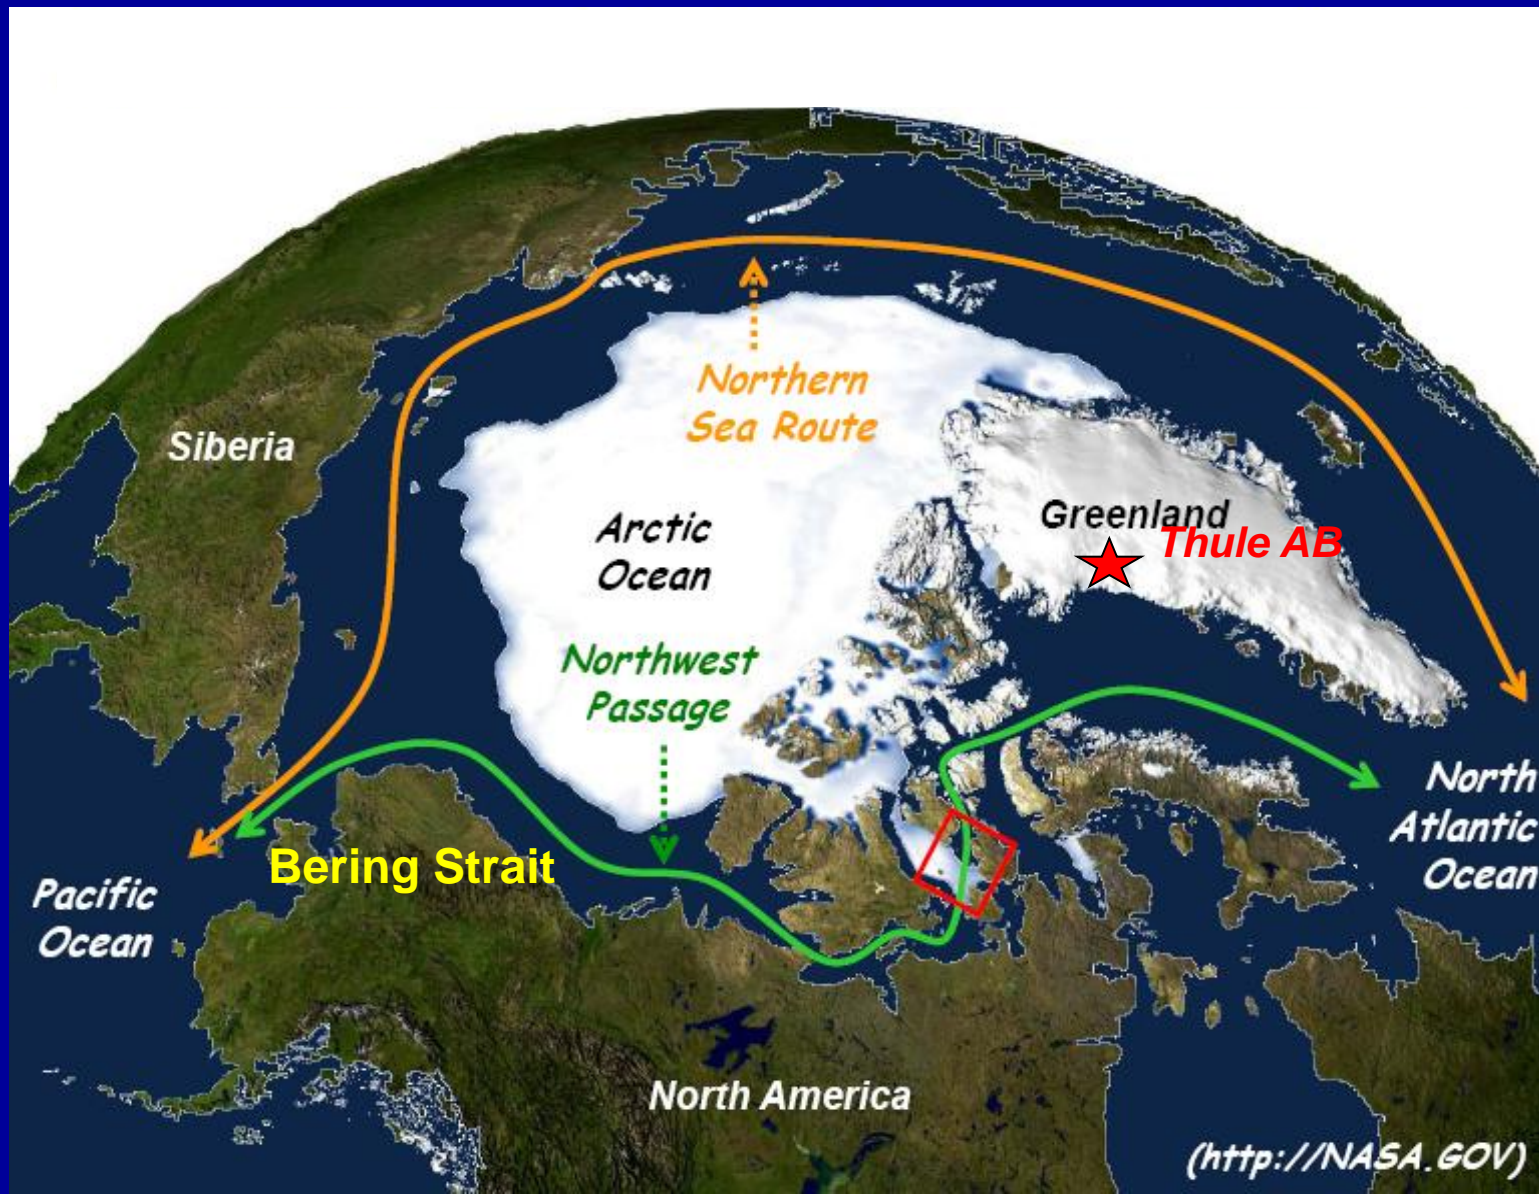 Northern
Sea Route
Siberia
Greenland
Thule AB
Arctic
Ocean
Northwest
Passage
North
Atlantic
Ocean
Bering Strait
Pacific
Ocean
North America
(http://NASA.GOV)